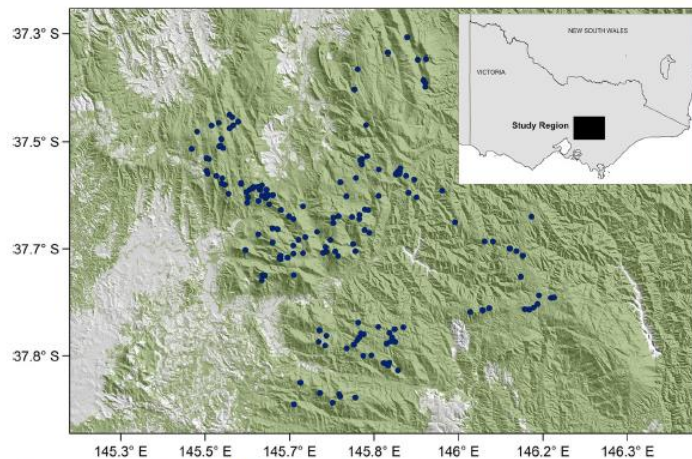 37.3° S
37.5° S
37.7° S
37.8° S
145.3° E
145.5° E
145.7° E
145.8° E
146° E
146.2° E
146.3° E
NEW SOUTH WALES
VICTORIA
Study Region